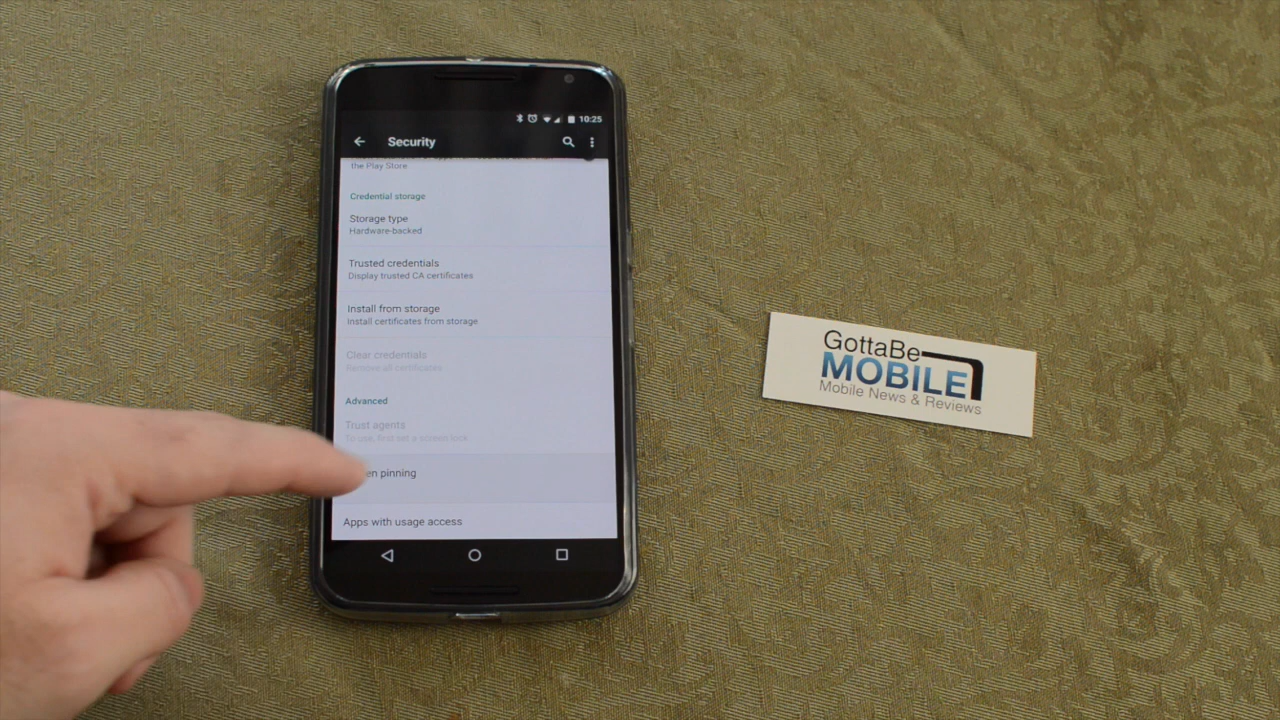 10:25
Security
the Play Store
Credential storage
Storage type
Hardware-backed
Trusted credentials
Display trusted CA certificates
Install from storage
Install certificates from storage
Clear credentials
Remove all certificates
Advanced
Trust agents
To use, first set a screen lock
en pinning
Apps with usage access
GottaBe
MOBILE
Mobile News & Reviews